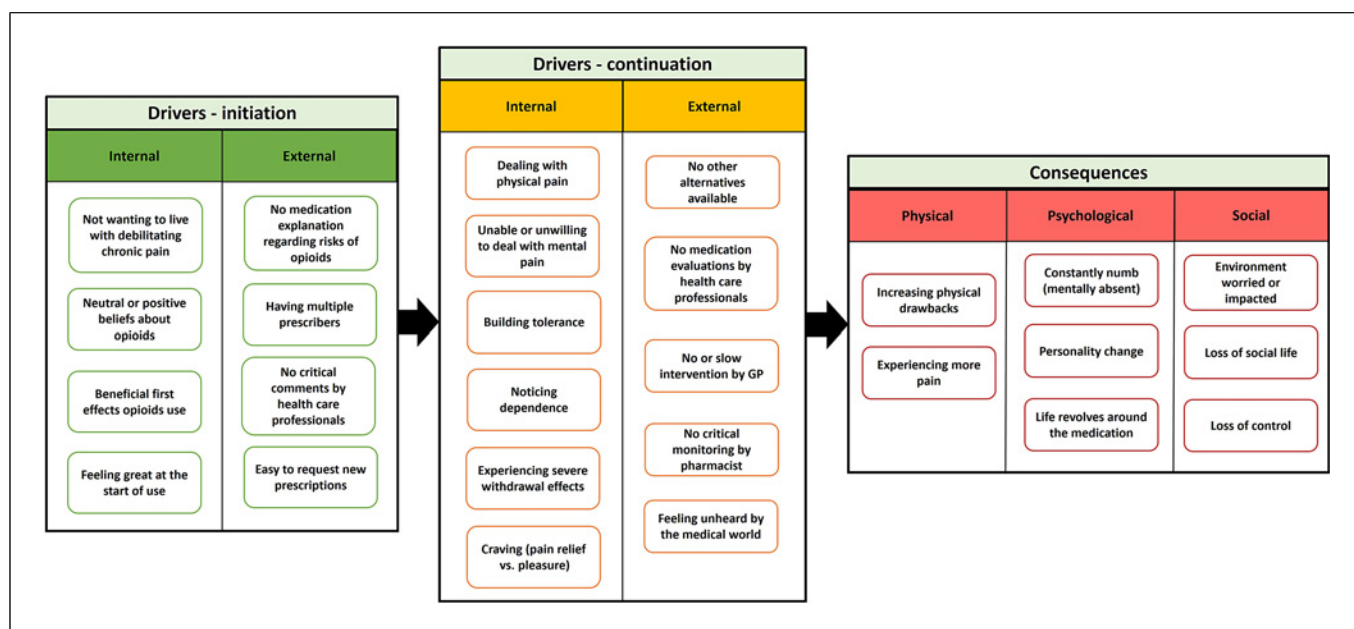 Drivers - initiation
Internal
External
Not wanting to live
with debilitating
chronic pain
Neutral or positive
beliefs about
opioids
Beneficial first
effects opioids use
Feeling great at the
start of use
No medication
explanation
regarding risks of
opioids
Having multiple
prescribers
No critical
comments by
health care
professionals
Easy to request new
prescriptions
Drivers - continuation
Internal
External
Dealing with
physical pain
Unable or unwilling
to deal with mental
pain
Building tolerance
Noticing
dependence
Experiencing severe
withdrawal effects
Craving (pain relief
vs. pleasure)
No other
alternatives
available
No medication
evaluations by
health care
professionals
No or slow
intervention by GP
No critical
monitoring by
pharmacist
Feeling unheard by
the medical world
Consequences
Physical
Psychological
Social
Increasing physical
drawbacks
Experiencing more
pain
Constantly numb
(mentally absent)
Personality change
Life revolves around
the medication
Environment
worried or
impacted
Loss of social life
Loss of control